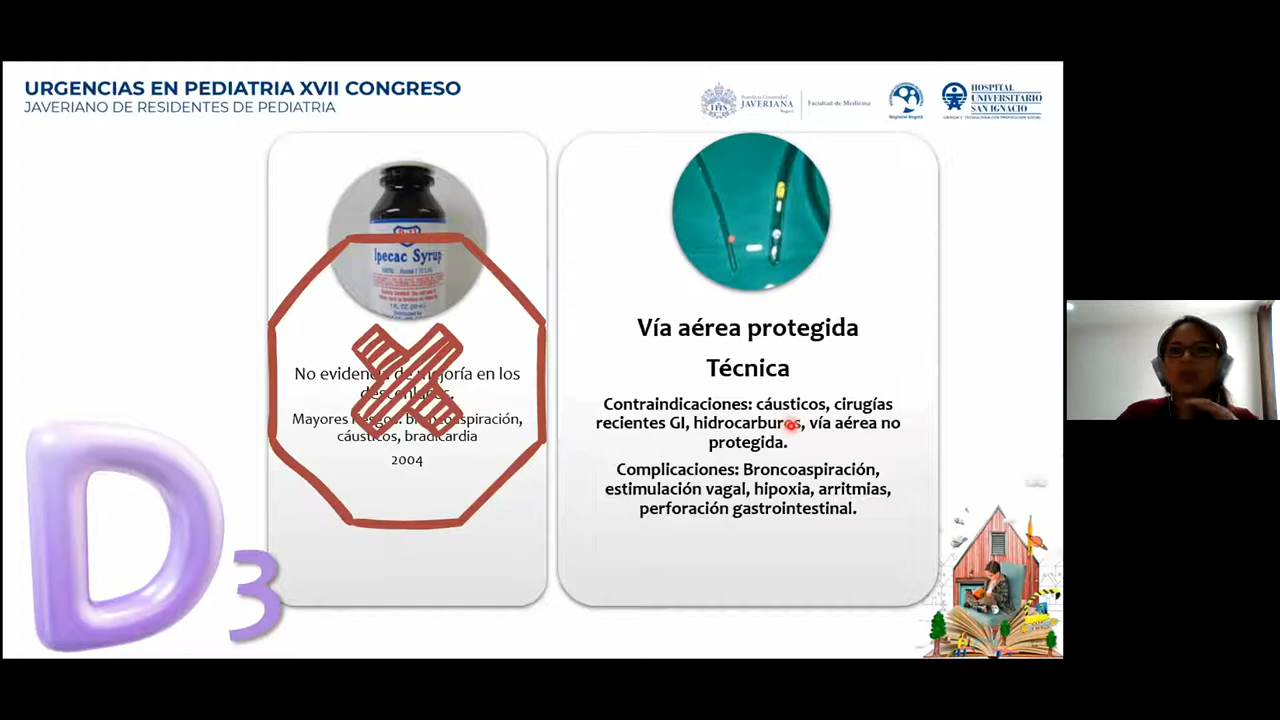 URGENCIAS EN PEDIATRIA XVII CONGRESO
JAVERIANO DE RESIDENTES DE PEDIATRIA
Pontificia Universidad
JAVERIANA
Bogotá
Facultad de Medicina
Regional Bogotá
HOSPITAL
UNIVERSITARIO
SAN IGNACIO
Ipecac Syrup
No evidencia de mejoría en los
desenlaces.
Mayores riesgos: broncoaspiración,
cáusticos, bradicardia
2004
Vía aérea protegida
Técnica
Contraindicaciones: cáusticos, cirugías
recientes GI, hidrocarburos, vía aérea no
protegida.
Complicaciones: Broncoaspiración,
estimulación vagal, hipoxia, arritmias,
perforación gastrointestinal.
D3